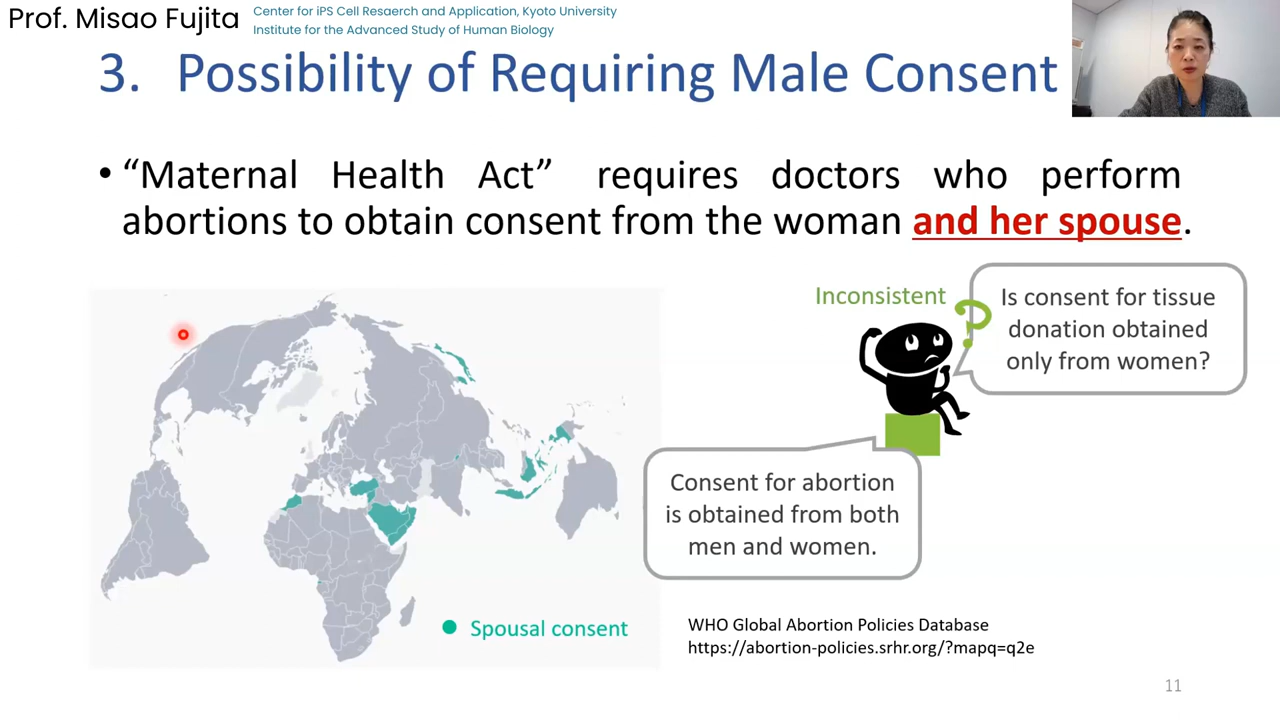 Prof. Misao Fujita
Center for iPS Cell Resaerch and Application, Kyoto University
Institute for the Advanced Study of Human Biology
3. Possibility of Requiring Male Consent
• “Maternal Health Act” requires doctors who perform
abortions to obtain consent from the woman and her spouse.
Inconsistent
Is consent for tissue
donation obtained
only from women?
Consent for abortion
is obtained from both
men and women.
Spousal consent
WHO Global Abortion Policies Database
https://abortion-policies.srhr.org/?mapq=q2e
11